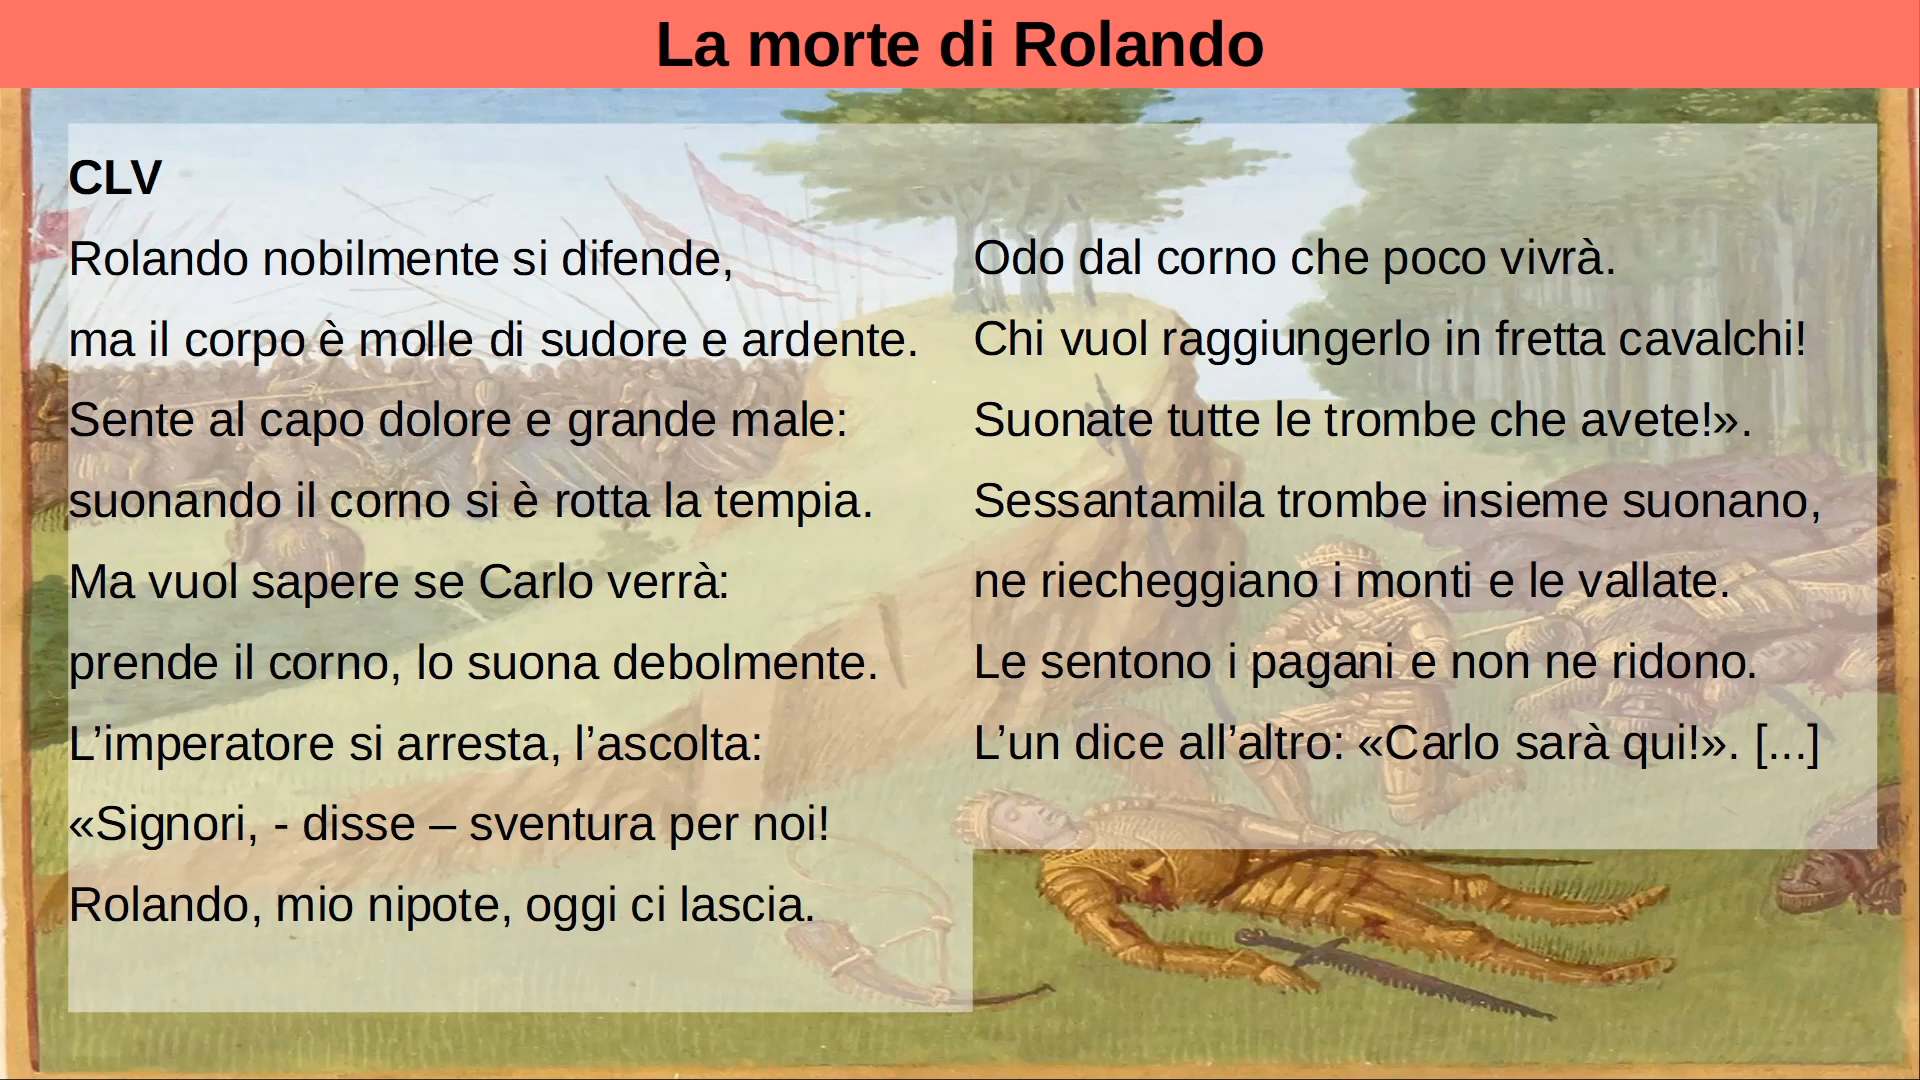 La morte di Rolando
CLV
Rolando nobilmente si difende,
ma il corpo è molle di sudore e ardente.
Sente al capo dolore e grande male:
suonando il corno si è rotta la tempia.
Ma vuol sapere se Carlo verrà:
prende il corno, lo suona debolmente.
L’imperatore si arresta, l’ascolta:
«Signori, - disse – sventura per noi!
Rolando, mio nipote, oggi ci lascia.
Odo dal corno che poco vivrà.
Chi vuol raggiungerlo in fretta cavalchi!
Suonate tutte le trombe che avete!».
Sessantamila trombe insieme suonano,
ne riecheggiano i monti e le vallate.
Le sentono i pagani e non ne ridono.
L’un dice all’altro: «Carlo sarà qui!». [...]